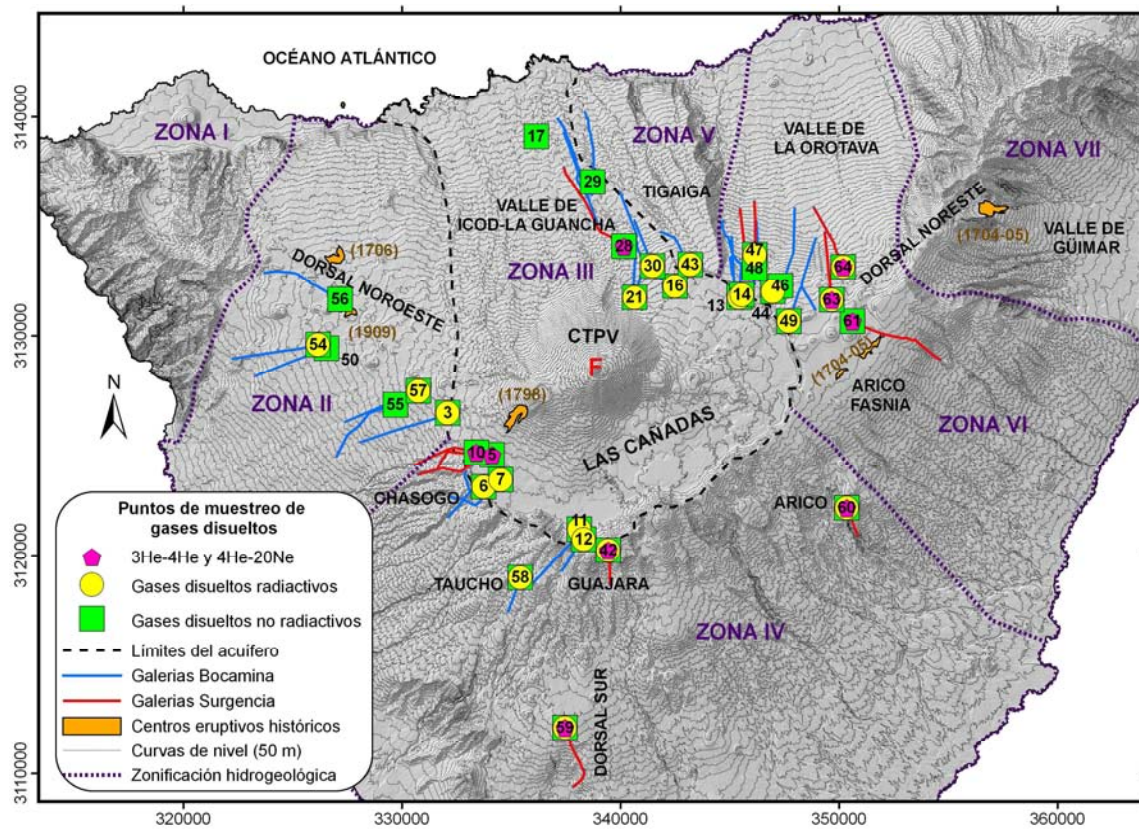 OCÉANO ATLÁNTICO
ZONA I
ZONA V
VALLE DE
LA OROTAVA
ZONA VII
17
29
TIGAIGA
VALLE DE
ICOD-LA GUANCHA
DORSAL NORESTE
(1704-05)
VALLE DE
GÜIMAR
(1706)
28
47
48
ZONA III
30
43
64
DORSAL NOROESTE
56
21
16
13
14
46
44
63
(1909)
49
61
CTPV
54
50
F
(1704-05)
ARICO
FASNIA
ZONA II
57
55
3
(1798)
LAS CAÑADAS
ZONA VI
N
10
5
CHASOGO
6
7
ARICO
60
11
12
42
TAUCHO
58
GUAJARA
ZONA IV
DORSAL SUR
59
Puntos de muestreo de
gases disueltos
3He-4He y 4He-20Ne
Gases disueltos radiactivos
Gases disueltos no radiactivos
Límites del acuífero
Galerias Bocamina
Galerias Surgencia
Centros eruptivos históricos
Curvas de nivel (50 m)
Zonificación hidrogeológica
3140000
3130000
3120000
3110000
320000
330000
340000
350000
360000